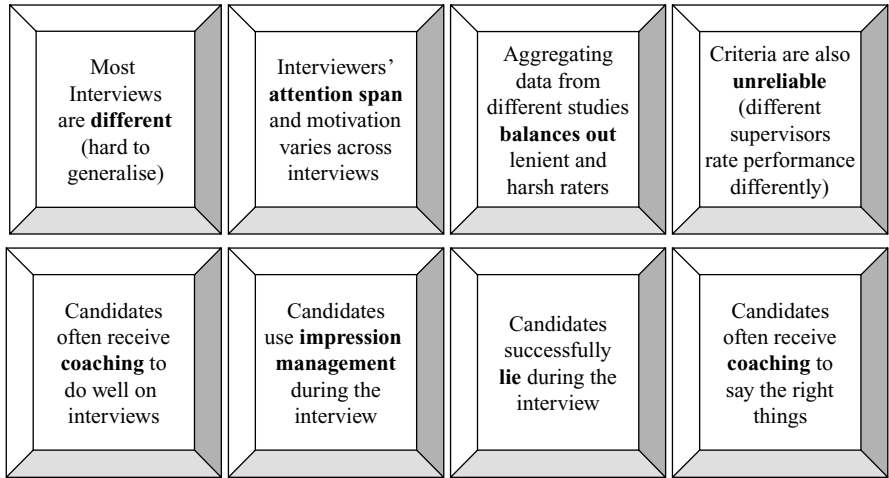 Most
Interviews
are different
(hard to
generalise)
Interviewers’
attention span
and motivation
varies across
interviews
Aggregating
data from
different studies
balances out
lenient and
harsh raters
Criteria are also
unreliable
(different
supervisors
rate performance
differently)
Candidates
often receive
coaching to
do well on
interviews
Candidates
use impression
management
during the
interview
Candidates
successfully
lie during the
interview
Candidates
often receive
coaching to
say the right
things